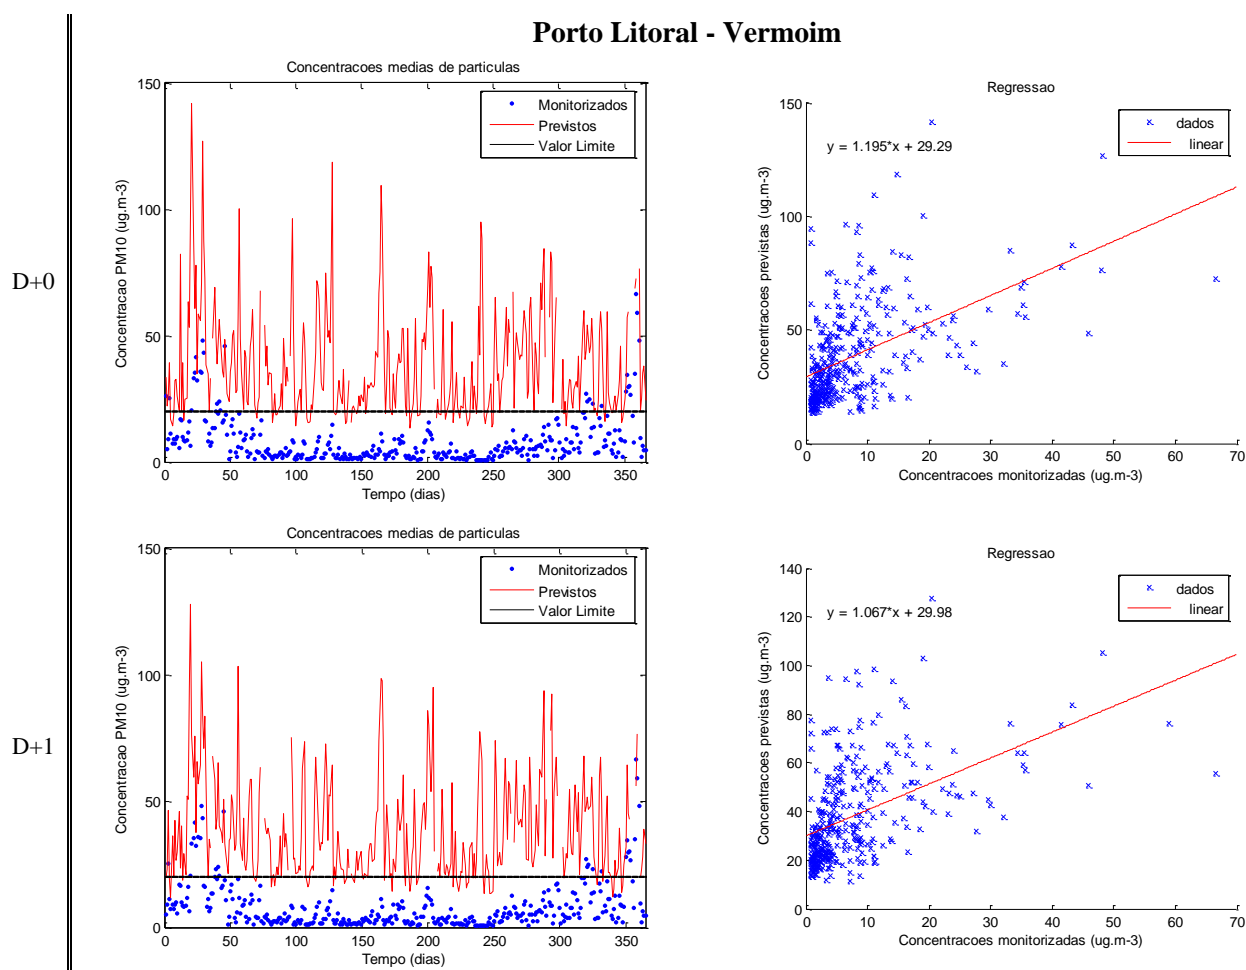 Porto Litoral - Vermoim
D+0
Concentracoes medias de particulas
Concentracao PM10 (ug.m-3)
150
100
50
0
Monitorizados
Previstos
Valor Limite
0 50 100 150 200 250 300 350
Tempo (dias)
Regressao
Concentracoes previstas (ug.m-3)
150
100
50
0
y = 1.195*x + 29.29
dados
linear
0 10 20 30 40 50 60 70
Concentracoes monitorizadas (ug.m-3)
D+1
Concentracoes medias de particulas
Concentracao PM10 (ug.m-3)
150
100
50
0
Monitorizados
Previstos
Valor Limite
0 50 100 150 200 250 300 350
Tempo (dias)
Regressao
Concentracoes previstas (ug.m-3)
140
120
100
80
60
40
20
0
y = 1.067*x + 29.98
dados
linear
0 10 20 30 40 50 60 70
Concentracoes monitorizadas (ug.m-3)